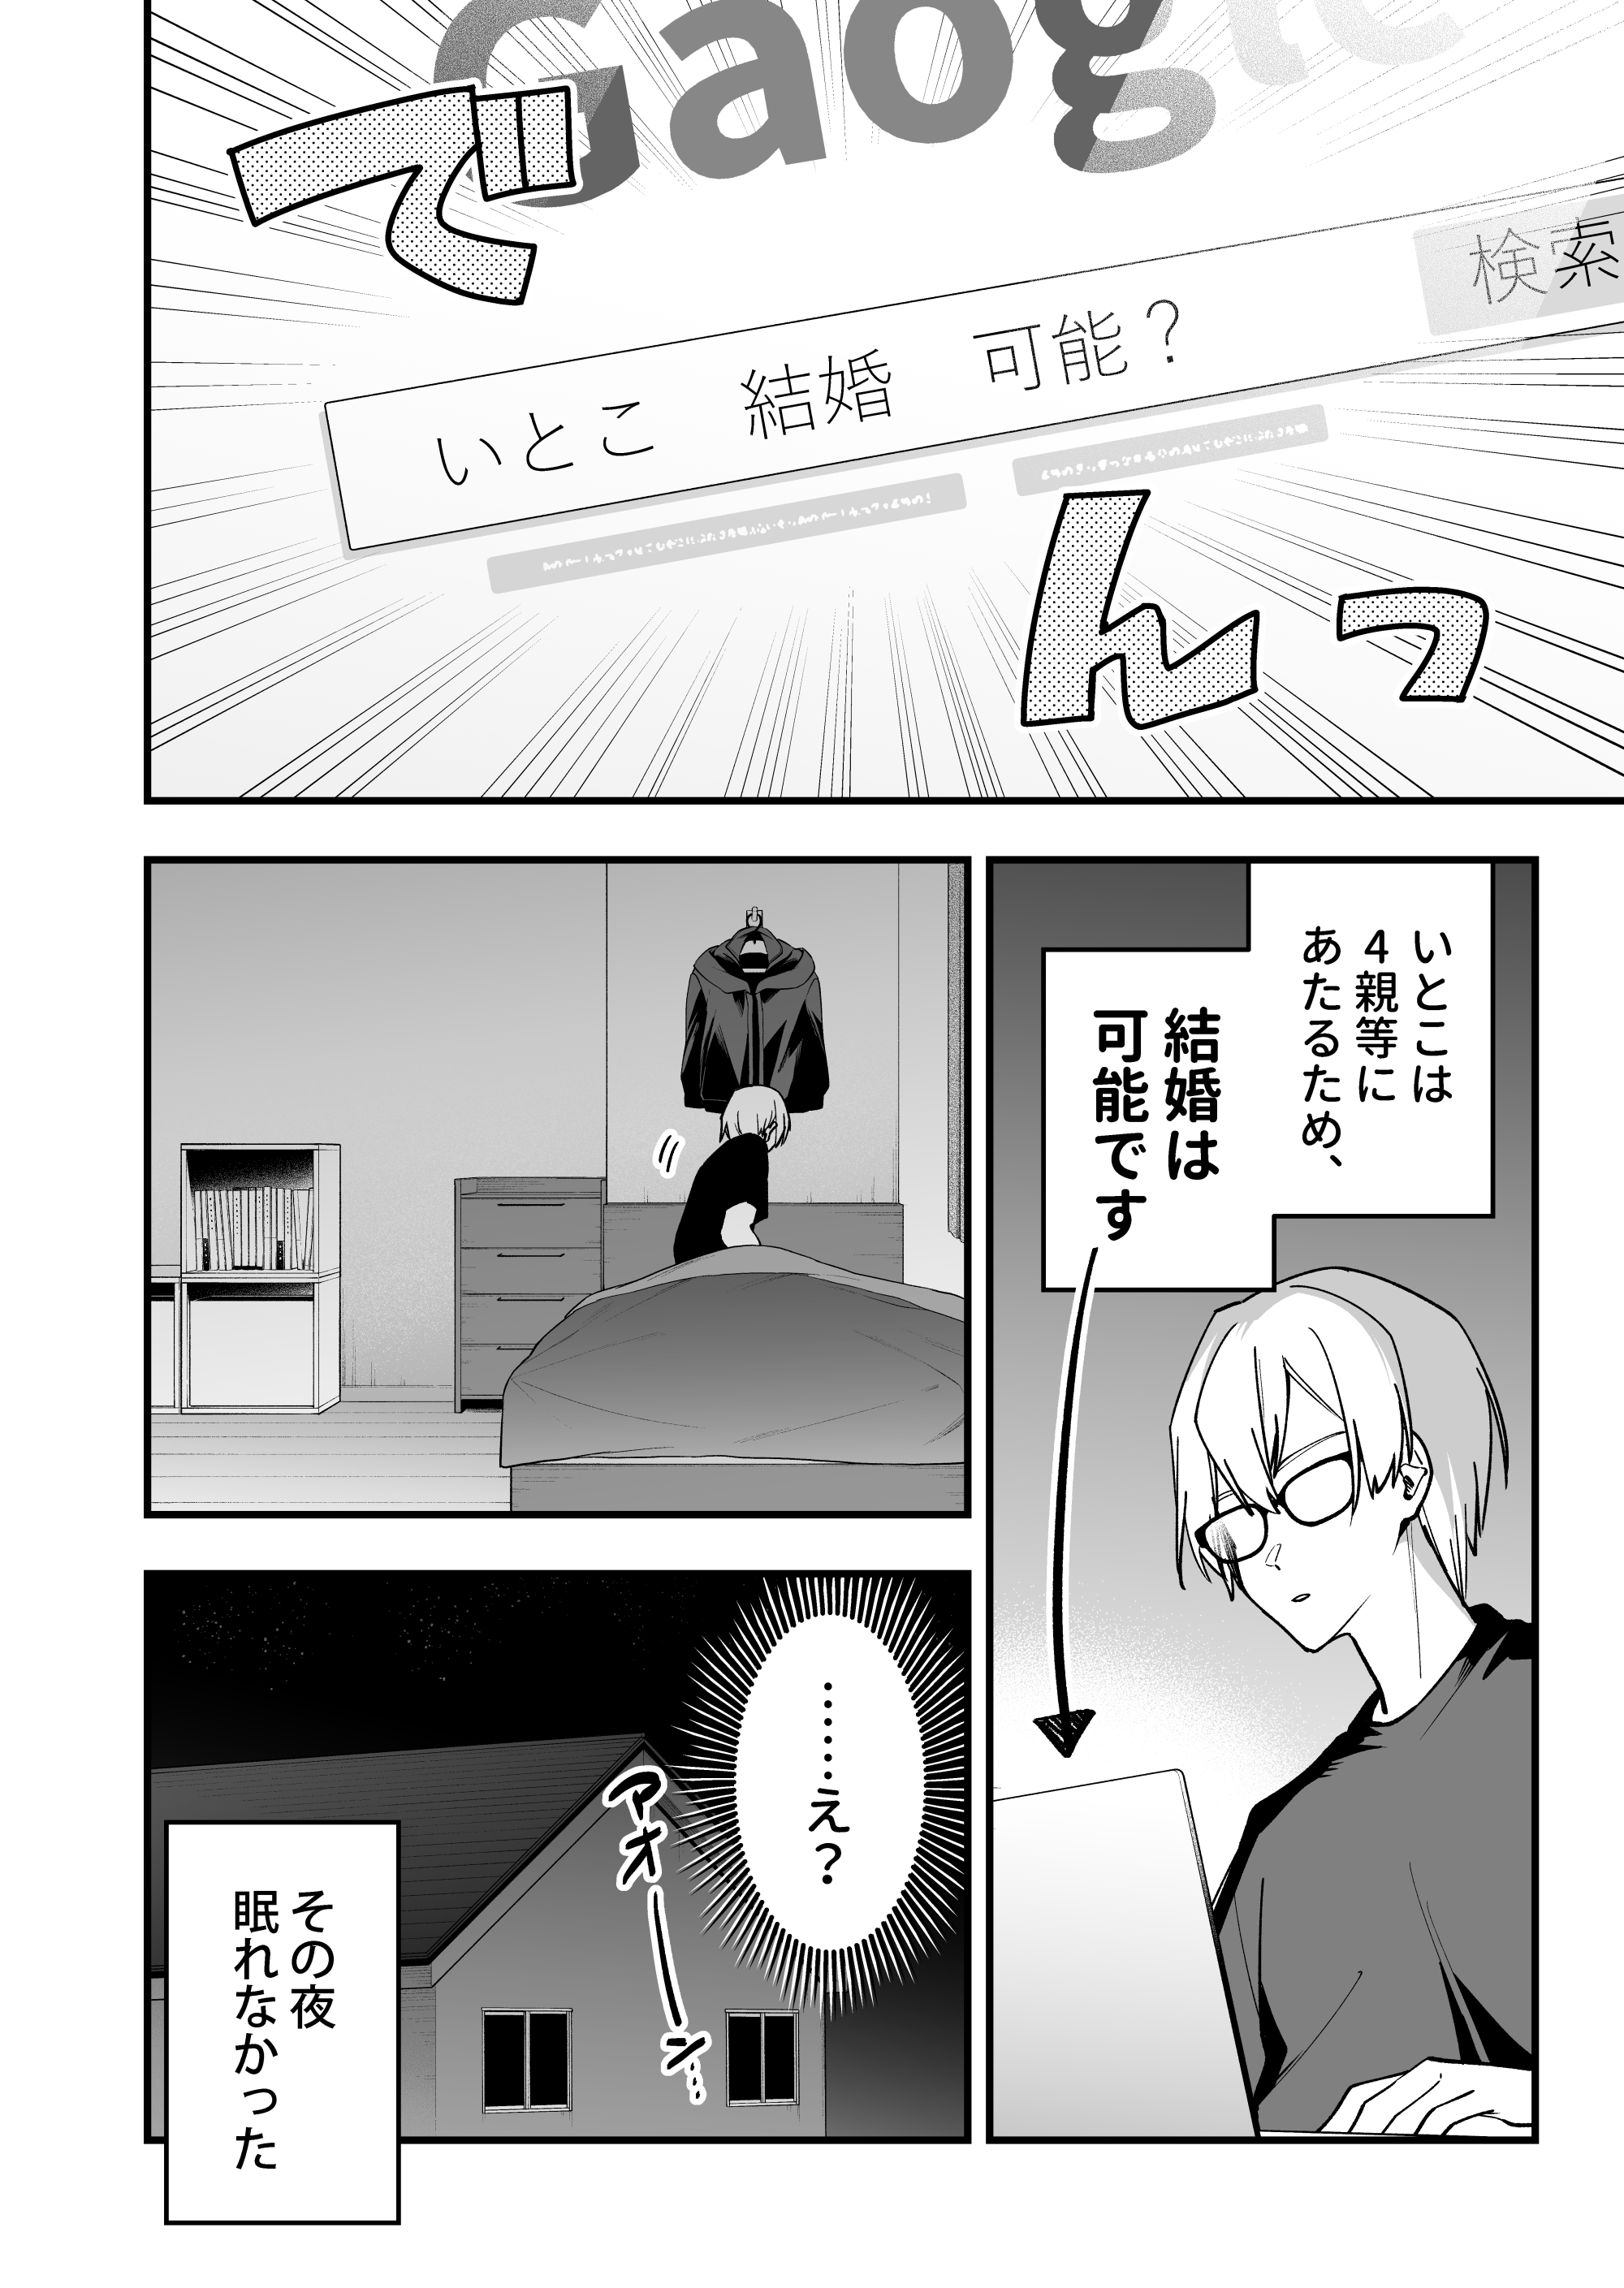 Gaogle
いとこ 結婚 可能？
検索
でんっ
いとこは
4親等に
あたるため、
結婚は
可能です
………え？
アオーン…
その夜
眠れなかった